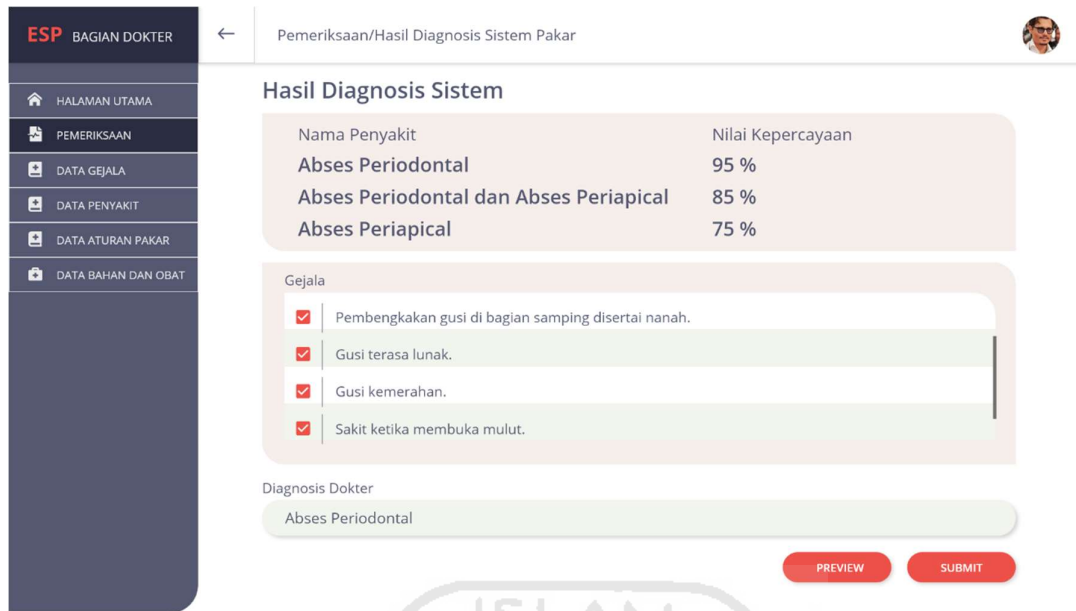 ESP BAGIAN DOKTER
Pemeriksaan/Hasil Diagnosis Sistem Pakar
HALAMAN UTAMA
PEMERIKSAAN
DATA GEJALA
DATA PENYAKIT
DATA ATURAN PAKAR
DATA BAHAN DAN OBAT
Hasil Diagnosis Sistem
Nama Penyakit Nilai Kepercayaan
Abses Periodontal 95 %
Abses Periodontal dan Abses Periapical 85 %
Abses Periapical 75 %
Gejala
Pembengkakan gusi di bagian samping disertai nanah.
Gusi terasa lunak.
Gusi kemerahan.
Sakit ketika membuka mulut.
Diagnosis Dokter
Abses Periodontal
PREVIEW SUBMIT